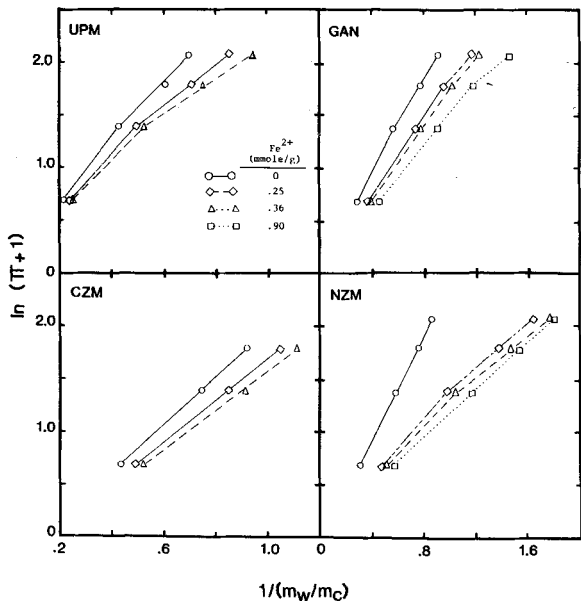 UPM
GAN
2.0
1.0
0
Fe2+
(mmole/g)
0
.25
.36
.90
ln (π+1)
CZM
NZM
2.0
1.0
0
.2
.6
1.0
0
.8
1.6
1/(mW/mC)